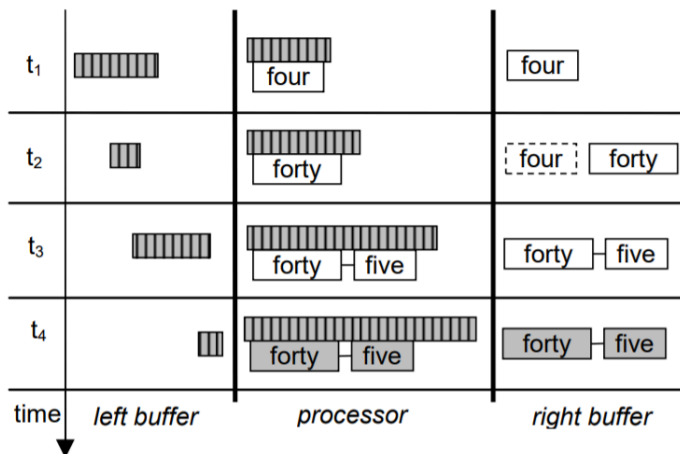 t1 four four
t2 forty four forty
t3 forty five forty five
t4 forty five forty five
time left buffer processor right buffer